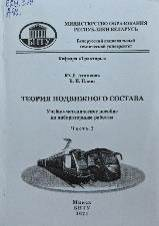 МИНИСТЕРСТВО ОБРАЗОВАНИЯ
РЕСПУБЛИКИ БЕЛАРУСЬ
БНТУ
Белорусский национальный
технический университет
Кафедра «Тракторы»
ТЕОРИЯ ПОДВИЖНОГО СОСТАВА
Учебно-методическое пособие
по лабораторным работам
Часть 2
Минск
БНТУ